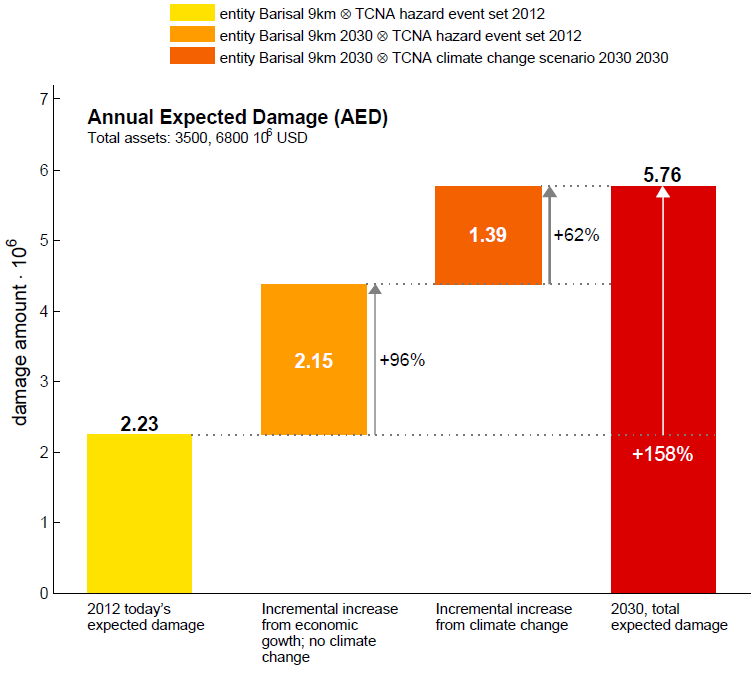 entity Barisal 9km ⊗ TCNA hazard event set 2012
entity Barisal 9km 2030 ⊗ TCNA hazard event set 2012
entity Barisal 9km 2030 ⊗ TCNA climate change scenario 2030 2030
Annual Expected Damage (AED)
Total assets: 3500, 6800 10⁶ USD
damage amount · 10⁶
7
6
5
4
3
2
1
0
2.23
2.15
+96%
1.39
+62%
5.76
+158%
2012 today's
expected damage
Incremental increase
from economic
gowth; no climate
change
Incremental increase
from climate change
2030, total
expected damage